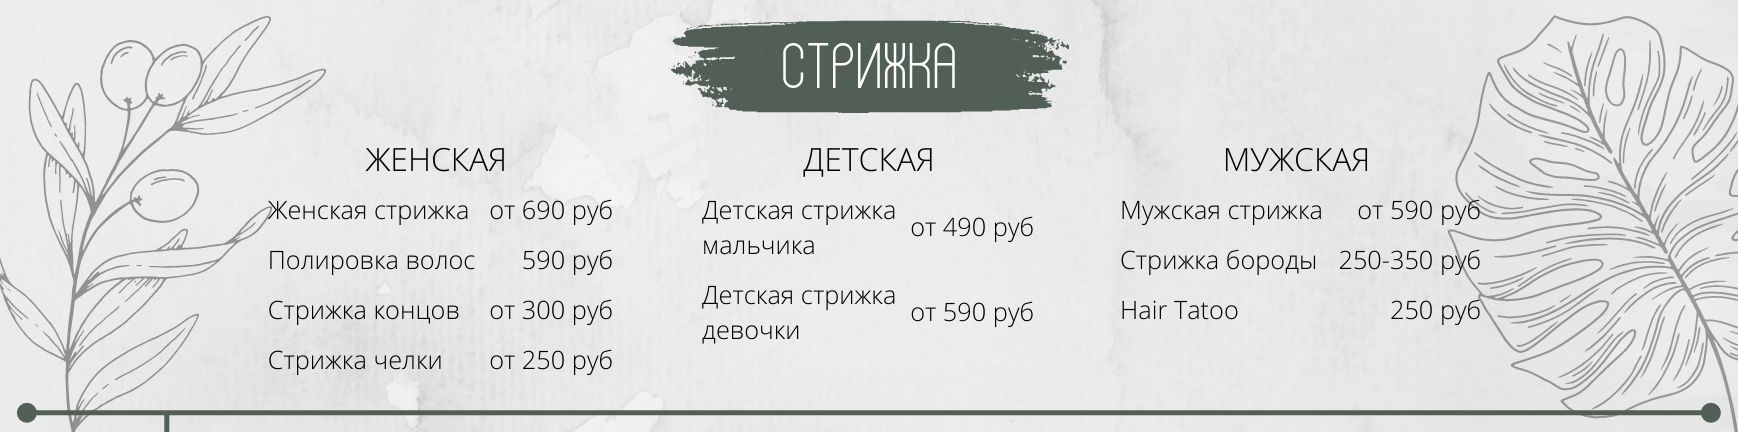 СТРИЖКА
ЖЕНСКАЯ
Женская стрижка от 690 руб
Полировка волос 590 руб
Стрижка концов от 300 руб
Стрижка челки от 250 руб
ДЕТСКАЯ
Детская стрижка
мальчика
от 490 руб
Детская стрижка
девочки
от 590 руб
МУЖСКАЯ
Мужская стрижка от 590 руб
Стрижка бороды 250-350 руб
Hair Tatoo 250 руб